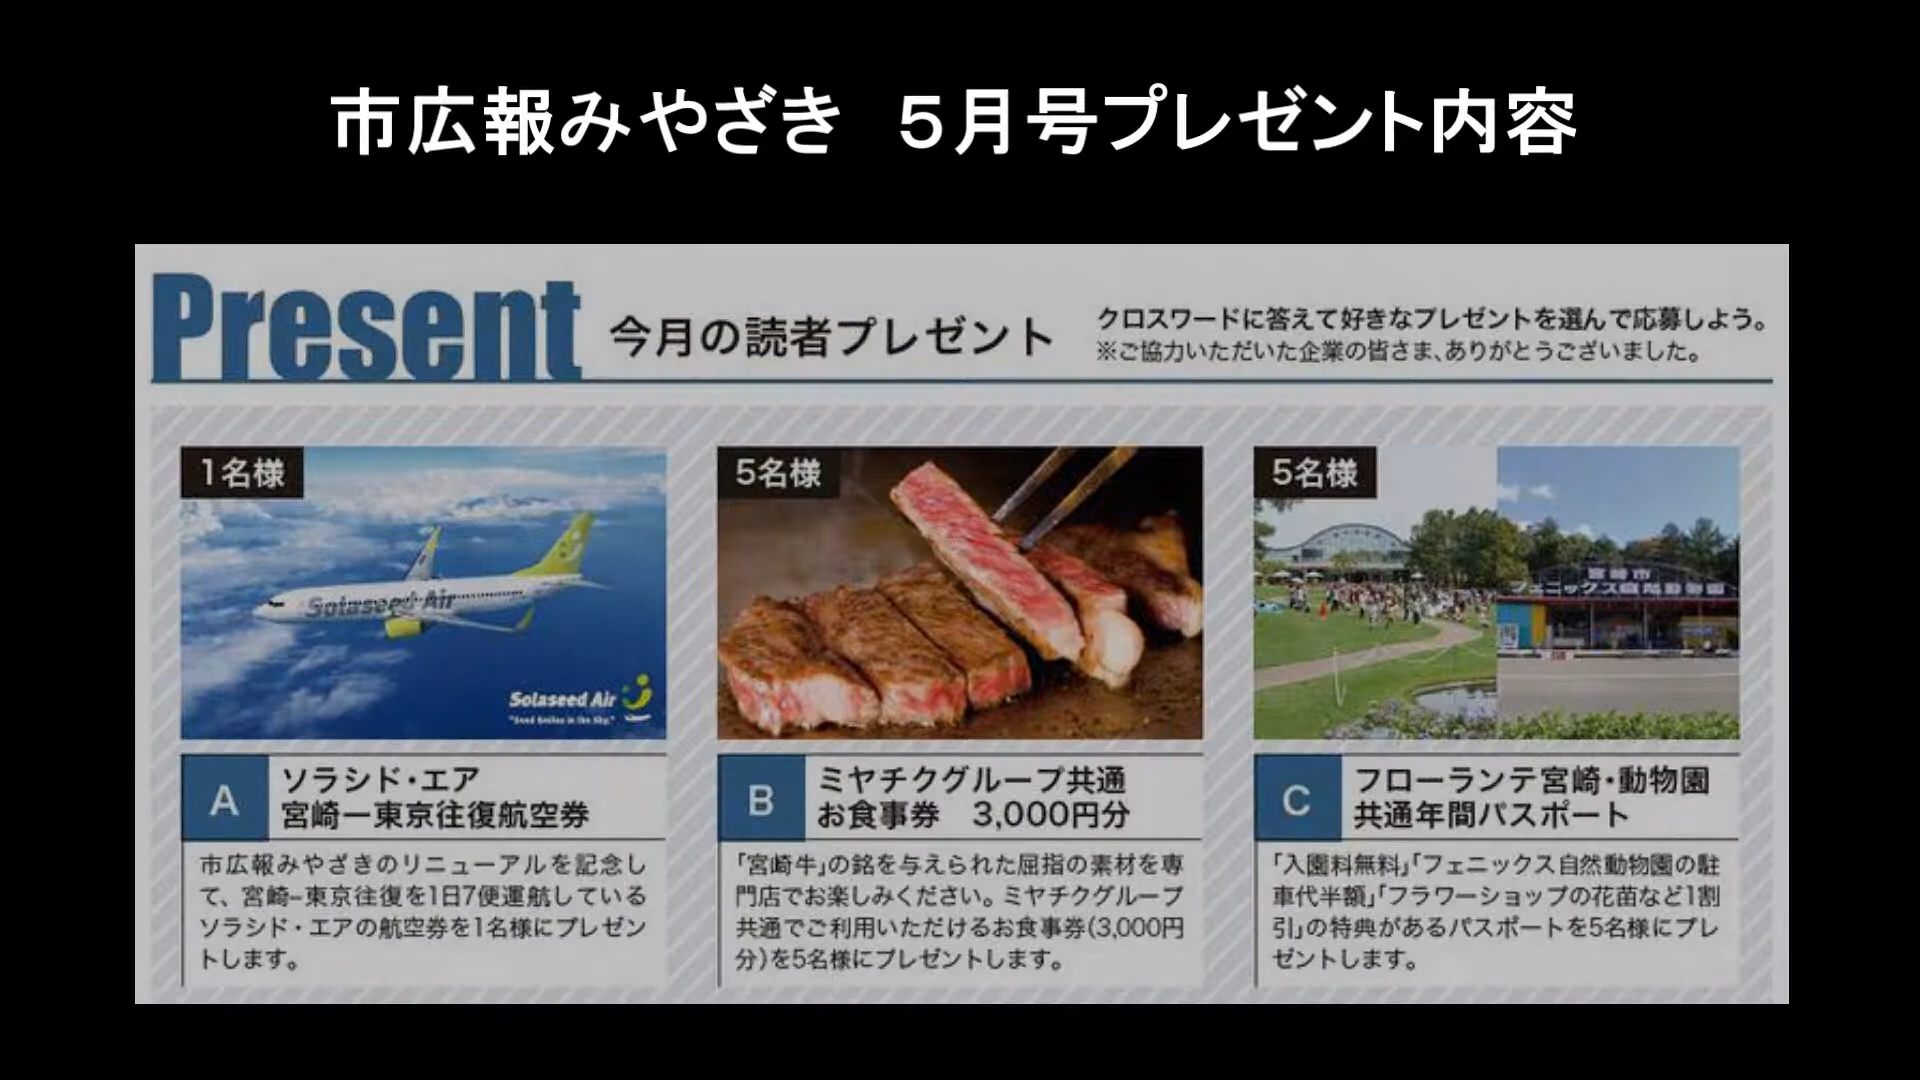 市広報みやざき　５月号プレゼント内容
Present
今月の読者プレゼント
クロスワードに答えて好きなプレゼントを選んで応募しよう。
※ご協力いただいた企業の皆さま、ありがとうございました。
1名様
Solaseed Air
Solaseed Air
"Seed Smiles in the Sky."
A
ソラシド・エア
宮崎ー東京往復航空券
市広報みやざきのリニューアルを記念し
て、宮崎−東京往復を1日7便運航している
ソラシド・エアの航空券を1名様にプレゼン
トします。
5名様
B
ミヤチクグループ共通
お食事券　3,000円分
「宮崎牛」の銘を与えられた屈指の素材を専
門店でお楽しみください。ミヤチクグループ
共通でご利用いただけるお食事券(3,000円
分)を5名様にプレゼントします。
5名様
宮崎市
フェニックス自然動物園
C
フローランテ宮崎・動物園
共通年間パスポート
「入園料無料」「フェニックス自然動物園の駐
車代半額」「フラワーショップの花苗など1割
引」の特典があるパスポートを5名様にプレ
ゼントします。